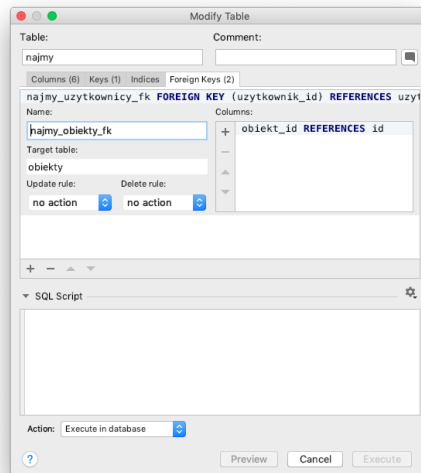 Modify Table
Table:
Comment:
najmy
Columns (6) Keys (1) Indices Foreign Keys (2)
najmy_uzytkownicy_fk FOREIGN KEY (uzytkownik_id) REFERENCES uzyt
Name:
Columns:
najmy_obiekty_fk
obiekt_id REFERENCES id
Target table:
obiekty
Update rule:
Delete rule:
no action
no action
SQL Script
Action:
Execute in database
?
Preview
Cancel
Execute